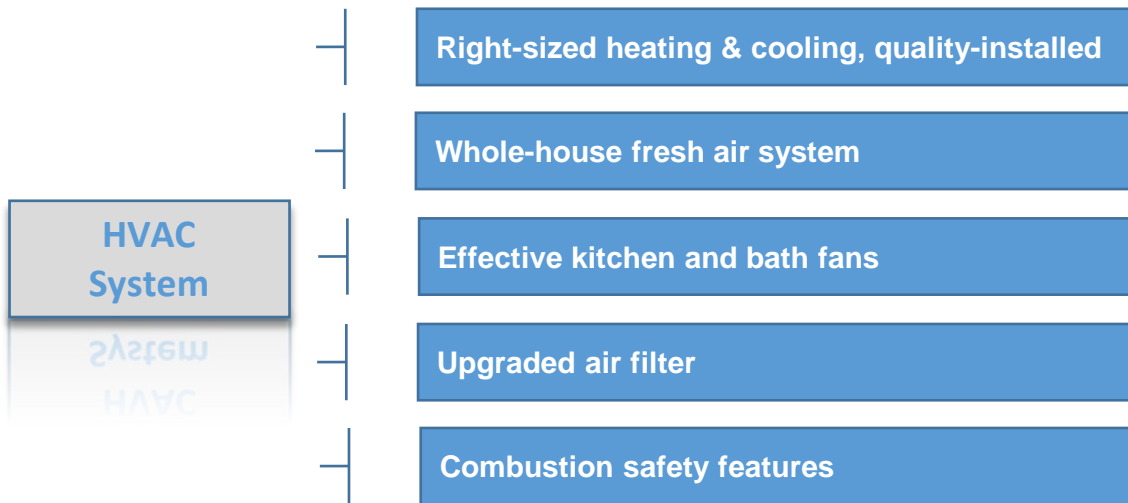 Right-sized heating & cooling, quality-installed
Whole-house fresh air system
HVAC
System
Effective kitchen and bath fans
Upgraded air filter
Combustion safety features